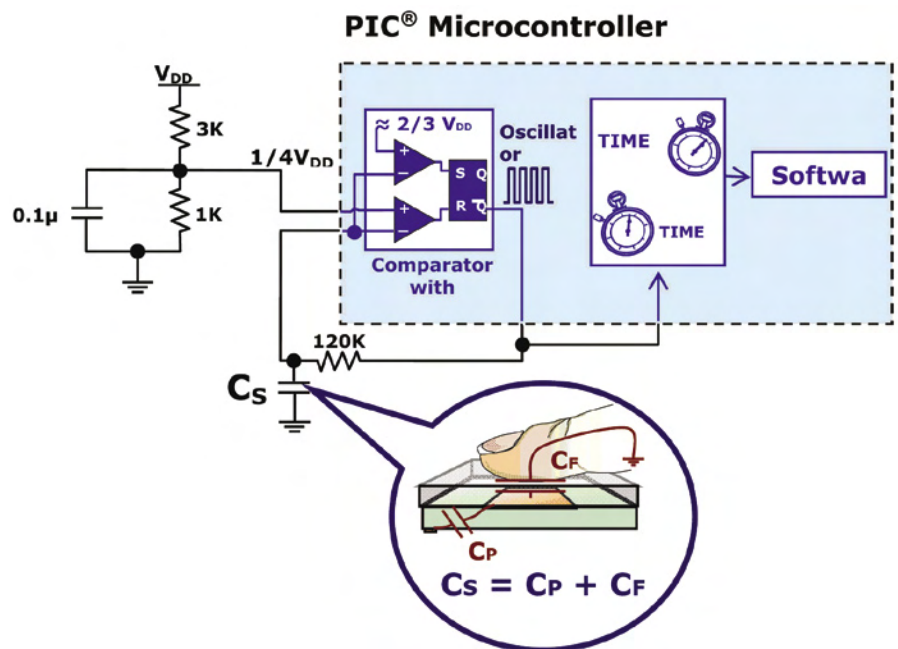 PIC® Microcontroller
VDD
3K
1/4VDD
0.1µ
1K
≈ 2/3 VDD
+
−
+
−
S Q
R Q̅
Oscillat
or
Comparator
with
TIME
TIME
Softwa
120K
CS
CF
CP
CS = CP + CF